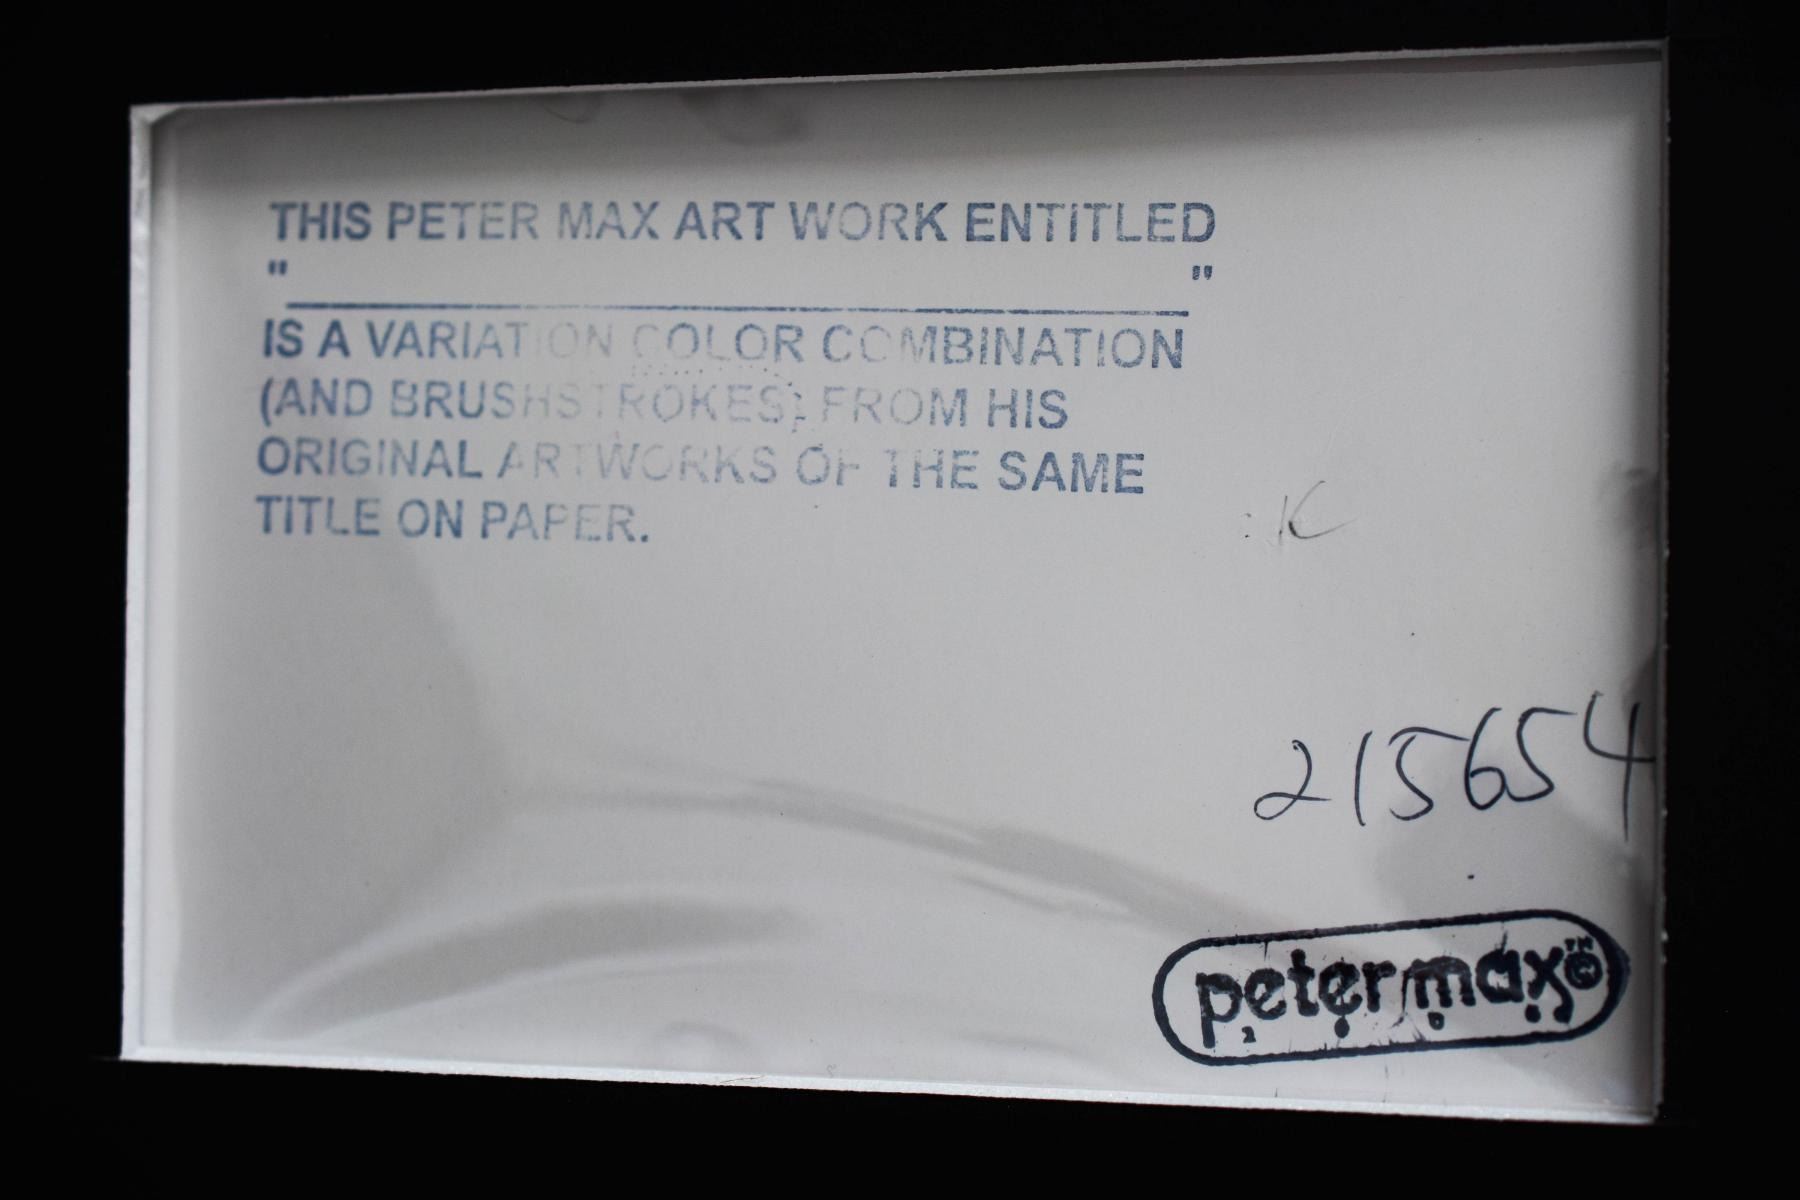 THIS PETER MAX ART WORK ENTITLED
" "
IS A VARIATION COLOR COMBINATION
(AND BRUSHSTROKES) FROM HIS
ORIGINAL ARTWORKS OF THE SAME
TITLE ON PAPER.
K
215654
peter max™©